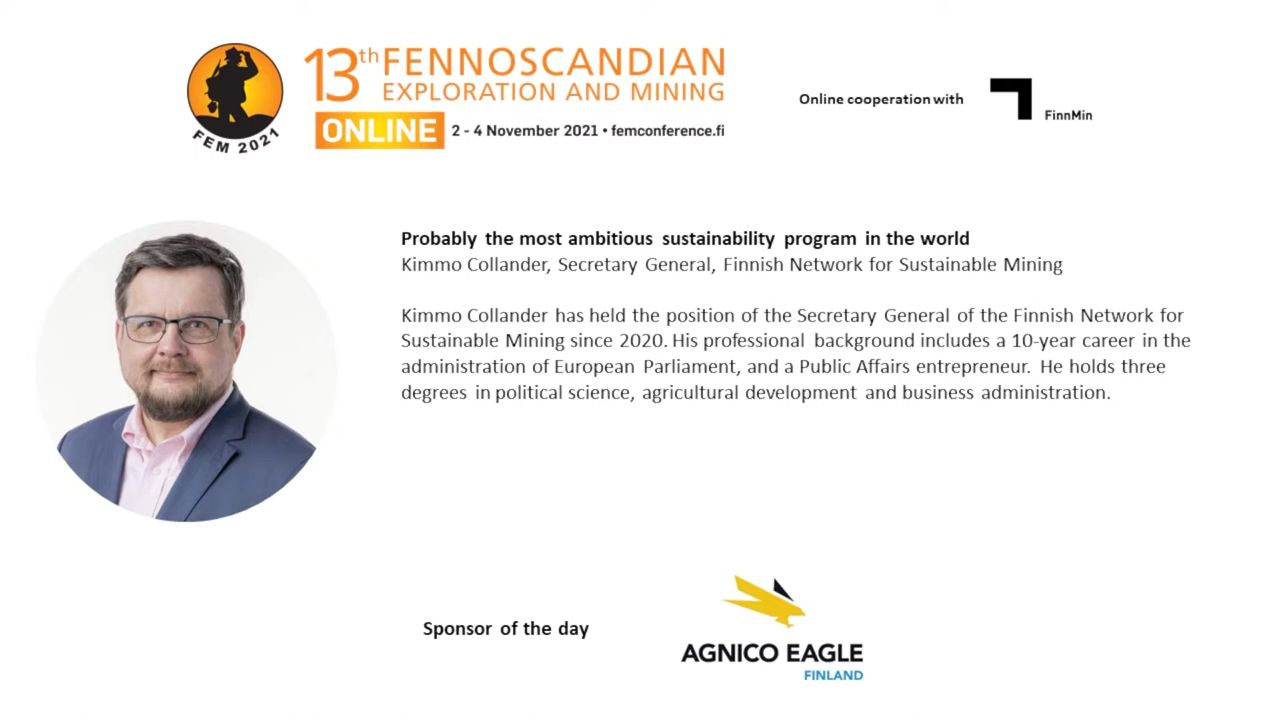 13th FENNOSCANDIAN
EXPLORATION AND MINING
ONLINE 2 - 4 November 2021 • femconference.fi
FEM 2021
Online cooperation with
FinnMin
Probably the most ambitious sustainability program in the world
Kimmo Collander, Secretary General, Finnish Network for Sustainable Mining
Kimmo Collander has held the position of the Secretary General of the Finnish Network for
Sustainable Mining since 2020. His professional background includes a 10-year career in the
administration of European Parliament, and a Public Affairs entrepreneur. He holds three
degrees in political science, agricultural development and business administration.
Sponsor of the day
AGNICO EAGLE
FINLAND